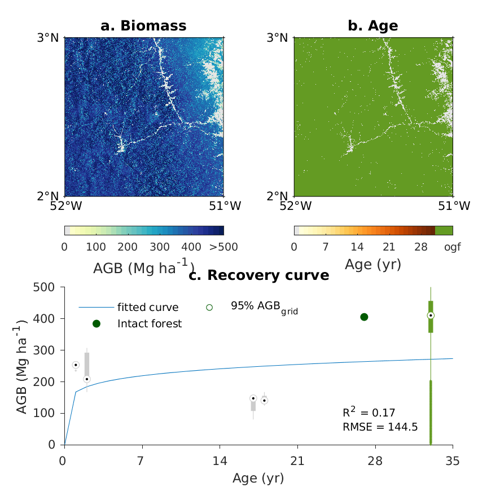 a. Biomass
b. Age
3°N
2°N
52°W 51°W
3°N
2°N
52°W 51°W
0 100 200 300 400 >500
AGB (Mg ha⁻¹)
0 7 14 21 28 ogf
Age (yr)
c. Recovery curve
AGB (Mg ha⁻¹)
500
400
300
200
100
0
fitted curve
Intact forest
95% AGB_grid
R² = 0.17
RMSE = 144.5
0 7 14 21 28 35
Age (yr)